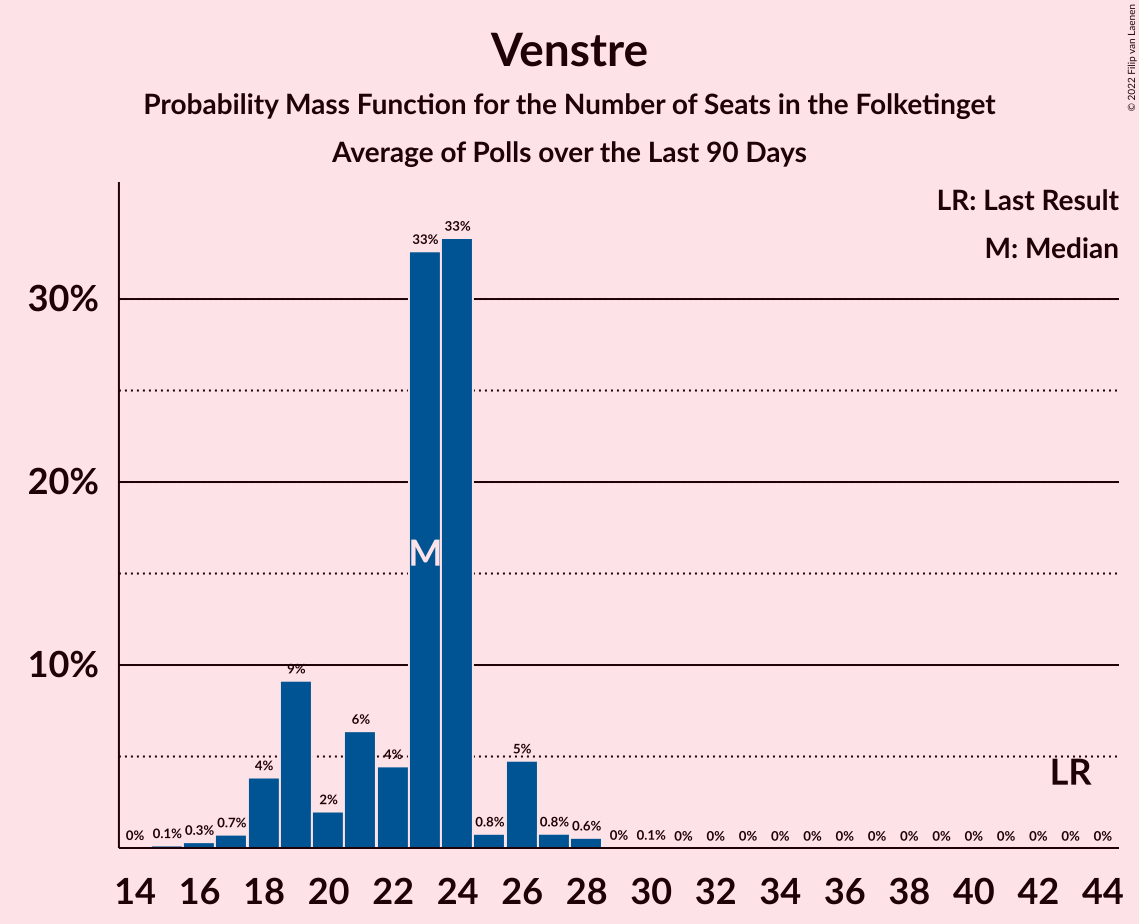 Venstre
Probability Mass Function for the Number of Seats in the Folketinget
Average of Polls over the Last 90 Days
© 2022 Filip van Laenen
LR: Last Result
M: Median
30%
20%
10%
0% 0.1% 0.3% 0.7% 4% 9% 2% 6% 4% 33% 33% 0.8% 5% 0.8% 0.6% 0% 0.1% 0% 0% 0% 0% 0% 0% 0% 0% 0% 0% 0% 0% 0% 0%
M
LR
14 16 18 20 22 24 26 28 30 32 34 36 38 40 42 44